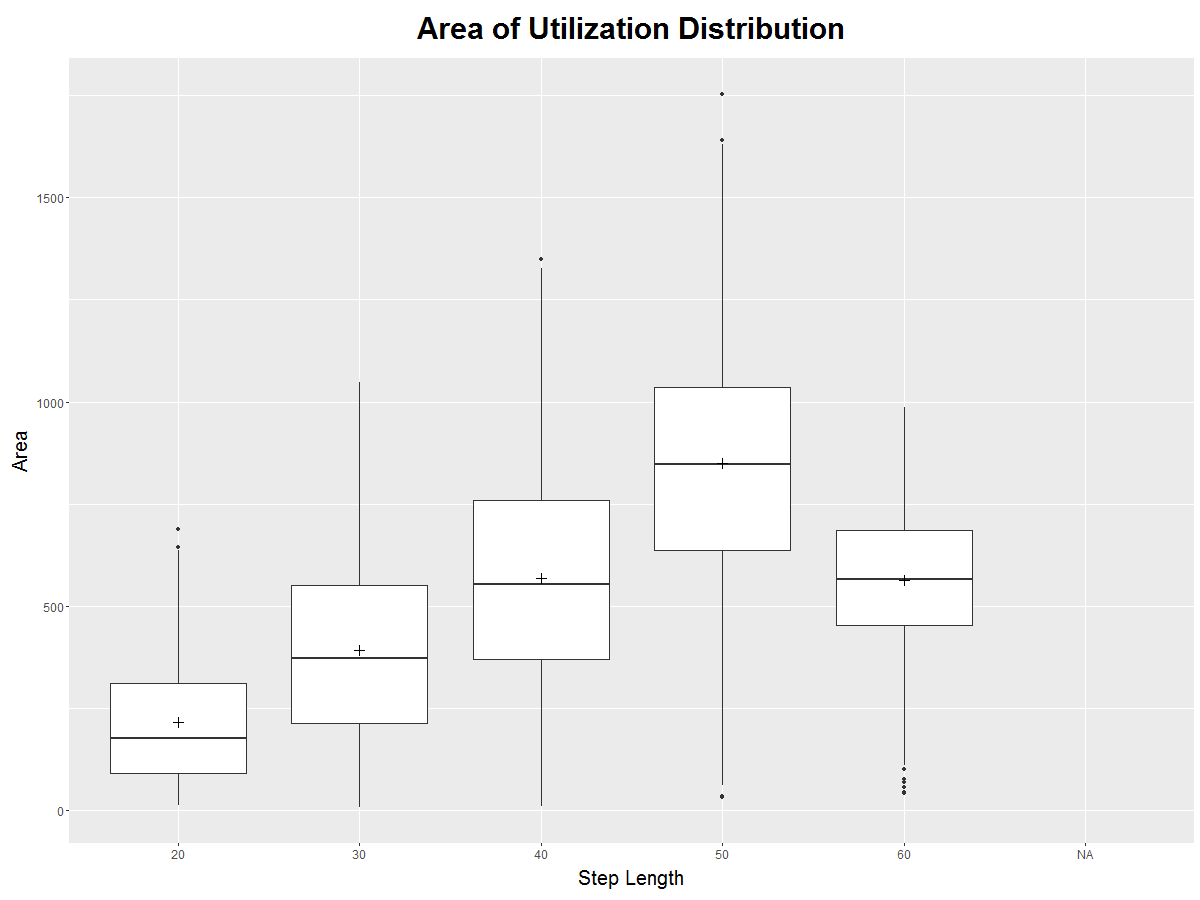 Area of Utilization Distribution
1500
1000
500
0
Area
20 30 40 50 60 NA
Step Length